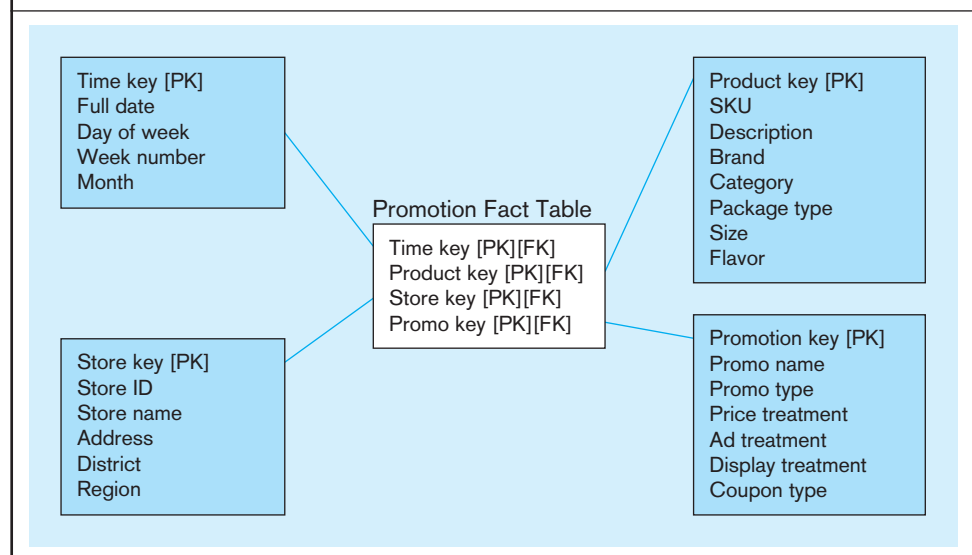 Time key [PK]
Full date
Day of week
Week number
Month
Product key [PK]
SKU
Description
Brand
Category
Package type
Size
Flavor
Promotion Fact Table
Time key [PK][FK]
Product key [PK][FK]
Store key [PK][FK]
Promo key [PK][FK]
Store key [PK]
Store ID
Store name
Address
District
Region
Promotion key [PK]
Promo name
Promo type
Price treatment
Ad treatment
Display treatment
Coupon type